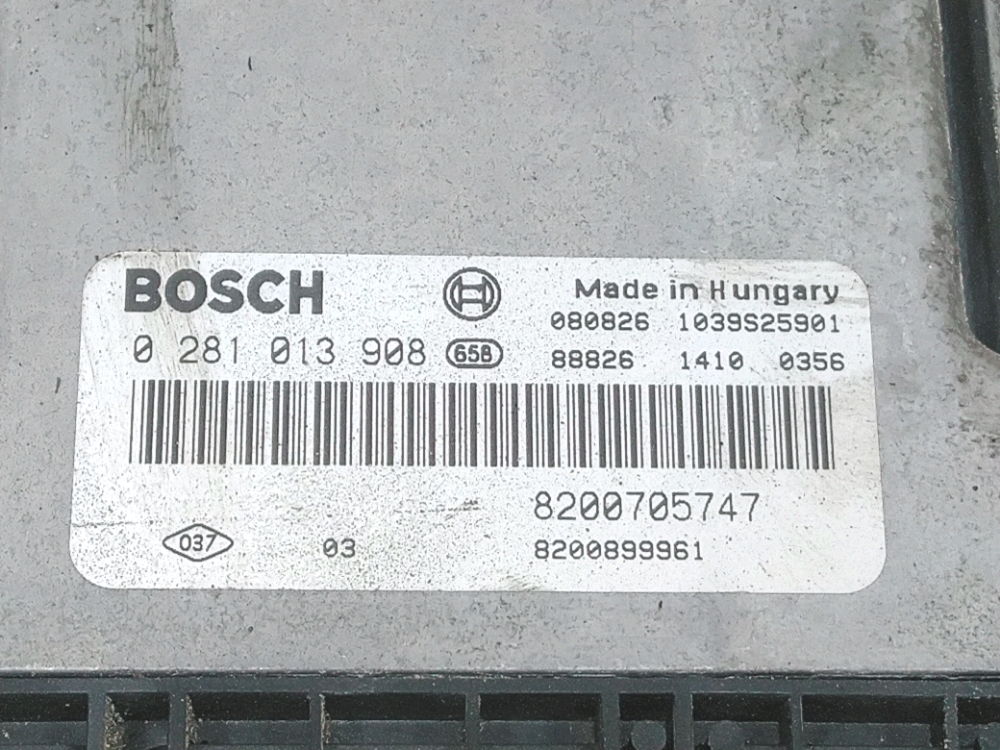 BOSCH
Made in Hungary
080826 1039S25901
0 281 013 908 65B
88826 1410 0356
8200705747
037 03 8200899961